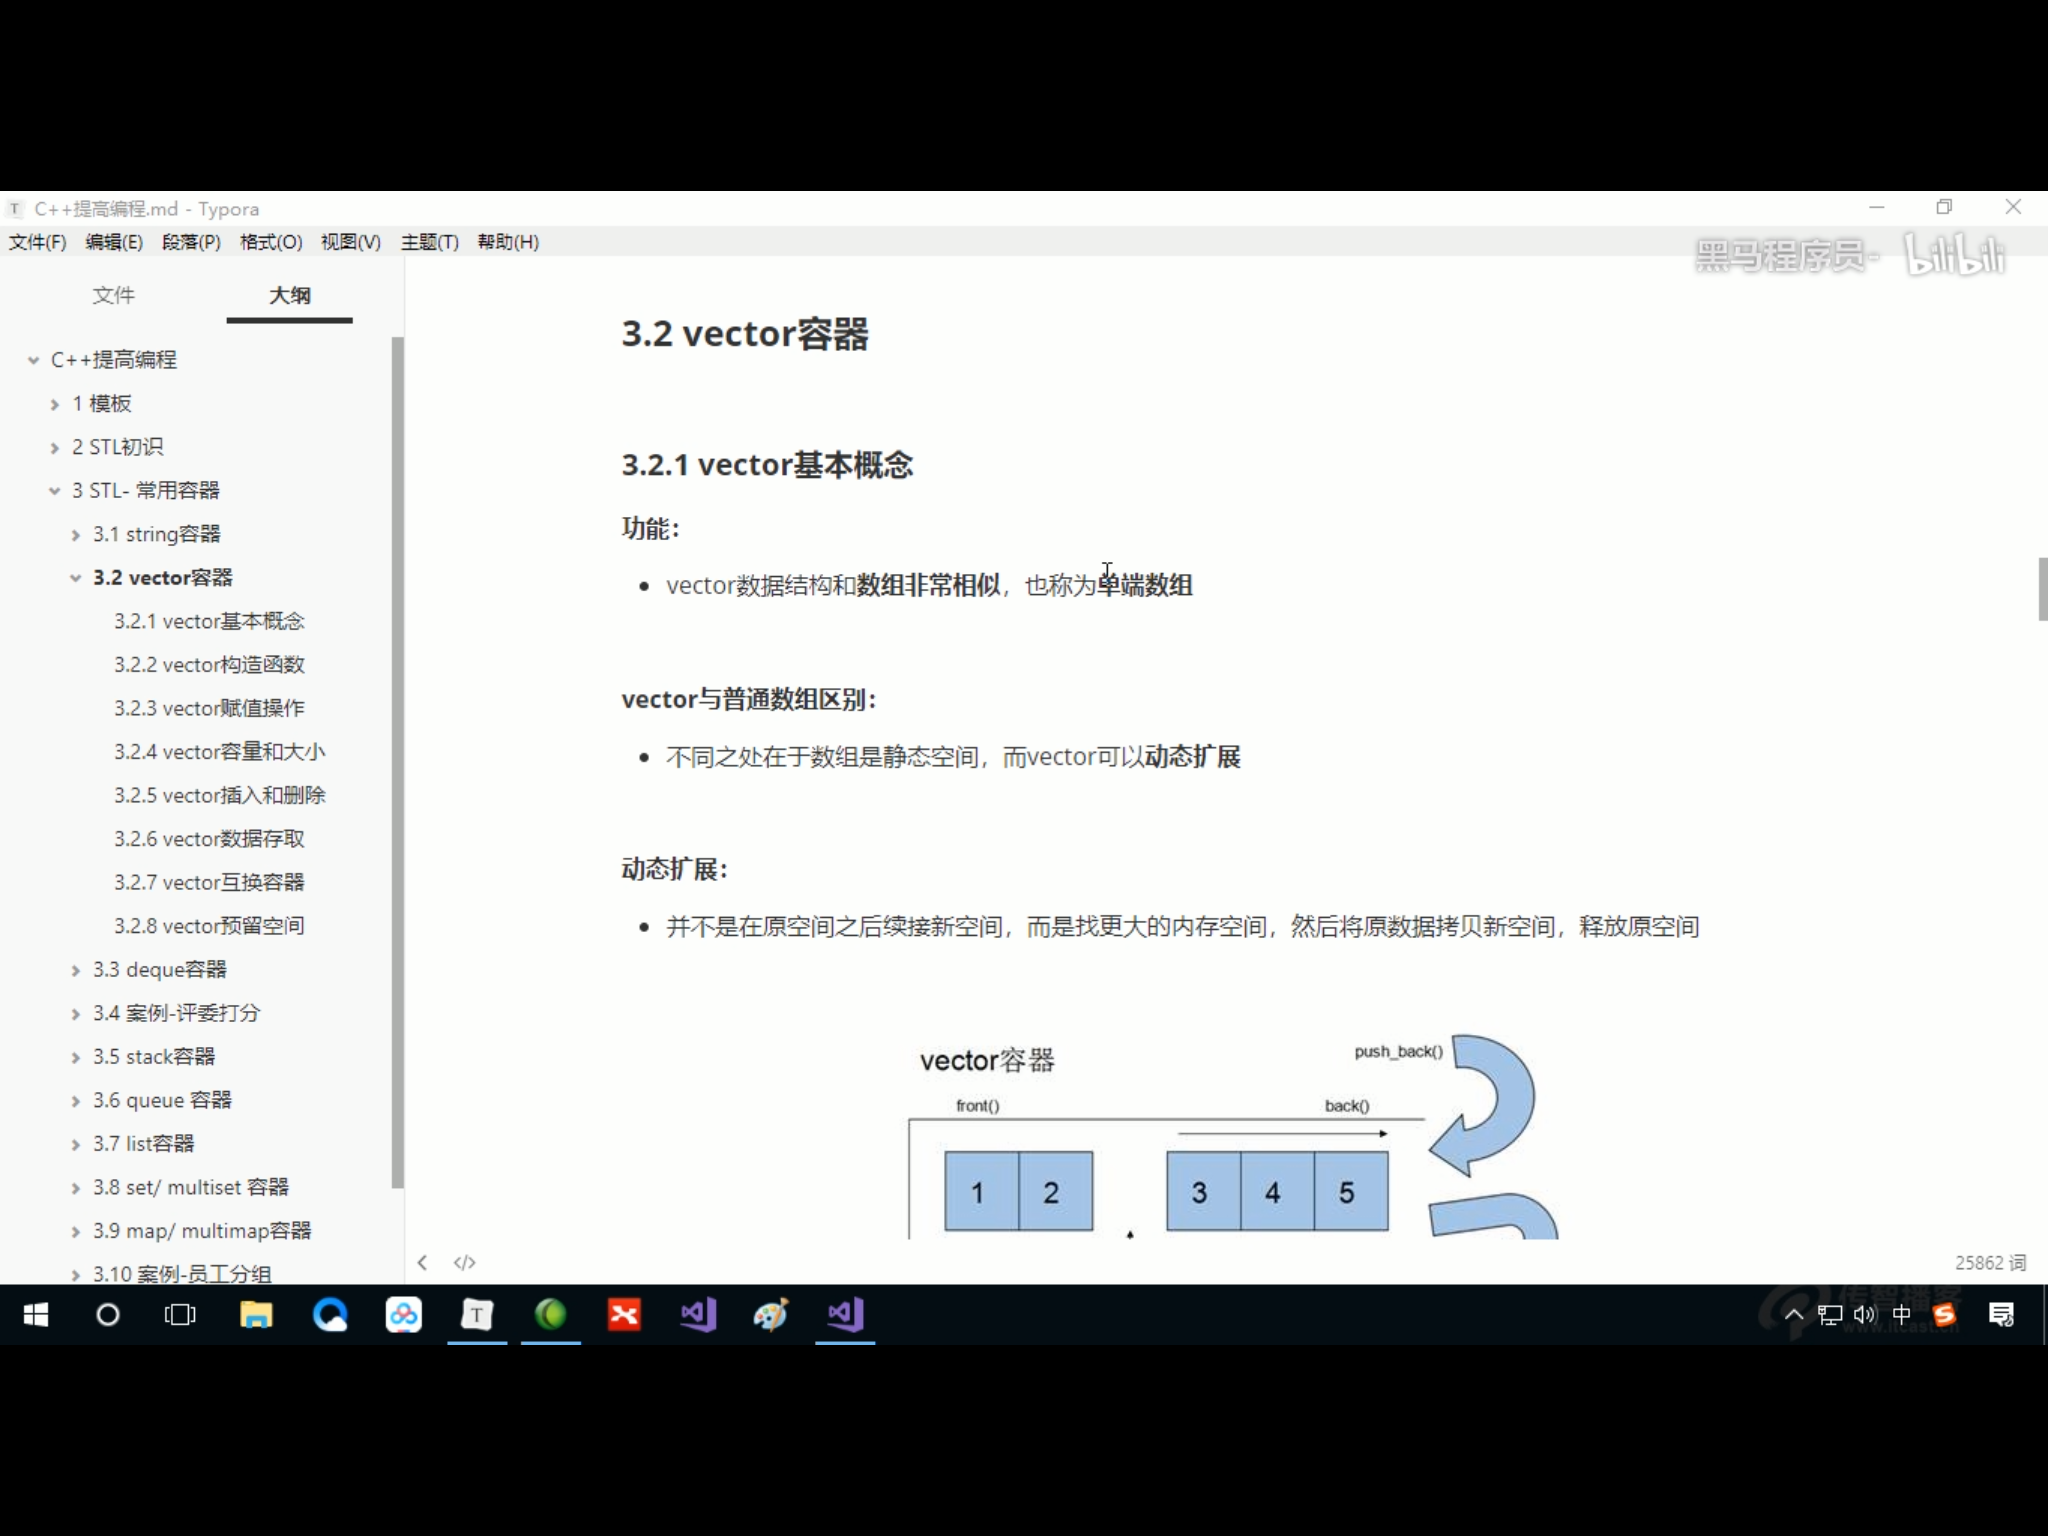 C++提高编程.md - Typora
文件(F) 编辑(E) 段落(P) 格式(O) 视图(V) 主题(T) 帮助(H)
黑马程序员- bilibili
文件 大纲
C++提高编程
1 模板
2 STL初识
3 STL- 常用容器
3.1 string容器
3.2 vector容器
3.2.1 vector基本概念
3.2.2 vector构造函数
3.2.3 vector赋值操作
3.2.4 vector容量和大小
3.2.5 vector插入和删除
3.2.6 vector数据存取
3.2.7 vector互换容器
3.2.8 vector预留空间
3.3 deque容器
3.4 案例-评委打分
3.5 stack容器
3.6 queue 容器
3.7 list容器
3.8 set/ multiset 容器
3.9 map/ multimap容器
3.10 案例-员工分组
3.2 vector容器
3.2.1 vector基本概念
功能：
vector数据结构和数组非常相似，也称为单端数组
vector与普通数组区别：
不同之处在于数组是静态空间，而vector可以动态扩展
动态扩展：
并不是在原空间之后续接新空间，而是找更大的内存空间，然后将原数据拷贝新空间，释放原空间
vector容器
push_back()
front() back()
1 2 3 4 5
25862 词
传智播客
www.itcast.cn
中